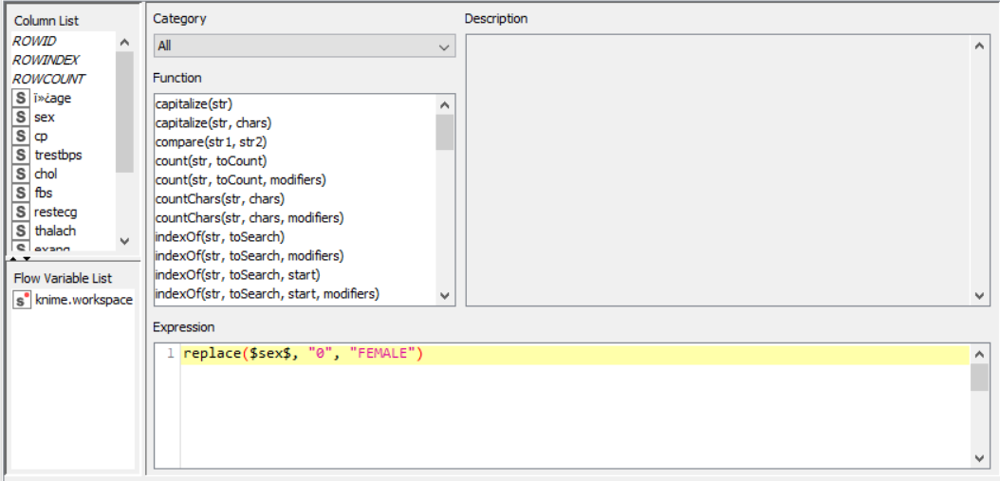 Column List
ROWID
ROWINDEX
ROWCOUNT
S ï»¿age
S sex
S cp
S trestbps
S chol
S fbs
S restecg
S thalach
S exang
Flow Variable List
s knime.workspace
Category
All
Function
capitalize(str)
capitalize(str, chars)
compare(str1, str2)
count(str, toCount)
count(str, toCount, modifiers)
countChars(str, chars)
countChars(str, chars, modifiers)
indexOf(str, toSearch)
indexOf(str, toSearch, modifiers)
indexOf(str, toSearch, start)
indexOf(str, toSearch, start, modifiers)
Description
Expression
1 replace($sex$, "0", "FEMALE")